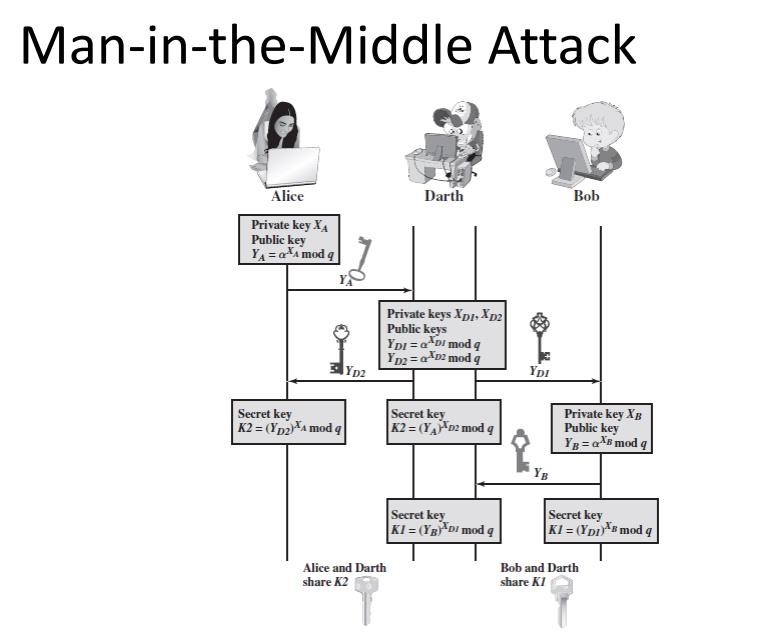 Man-in-the-Middle Attack
Alice
Darth
Bob
Private key X_A
Public key
Y_A = α^X_A mod q
Y_A
Private keys X_D1, X_D2
Public keys
Y_D1 = α^X_D1 mod q
Y_D2 = α^X_D2 mod q
Y_D2
Y_D1
Secret key
K2 = (Y_D2)^X_A mod q
Secret key
K2 = (Y_A)^X_D2 mod q
Private key X_B
Public key
Y_B = α^X_B mod q
Y_B
Secret key
K1 = (Y_B)^X_D1 mod q
Secret key
K1 = (Y_D1)^X_B mod q
Alice and Darth
share K2
Bob and Darth
share K1